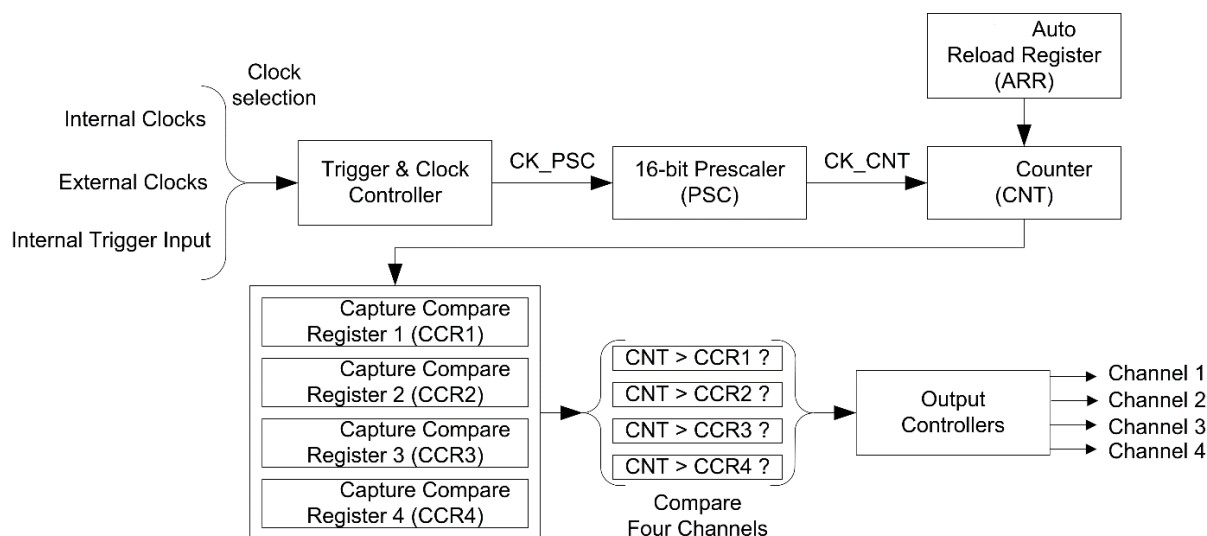 Auto
Reload Register
(ARR)
Clock
selection
Internal Clocks
External Clocks
Internal Trigger Input
Trigger & Clock
Controller
CK_PSC
16-bit Prescaler
(PSC)
CK_CNT
Counter
(CNT)
Capture Compare
Register 1 (CCR1)
Capture Compare
Register 2 (CCR2)
Capture Compare
Register 3 (CCR3)
Capture Compare
Register 4 (CCR4)
CNT > CCR1 ?
CNT > CCR2 ?
CNT > CCR3 ?
CNT > CCR4 ?
Compare
Four Channels
Output
Controllers
Channel 1
Channel 2
Channel 3
Channel 4